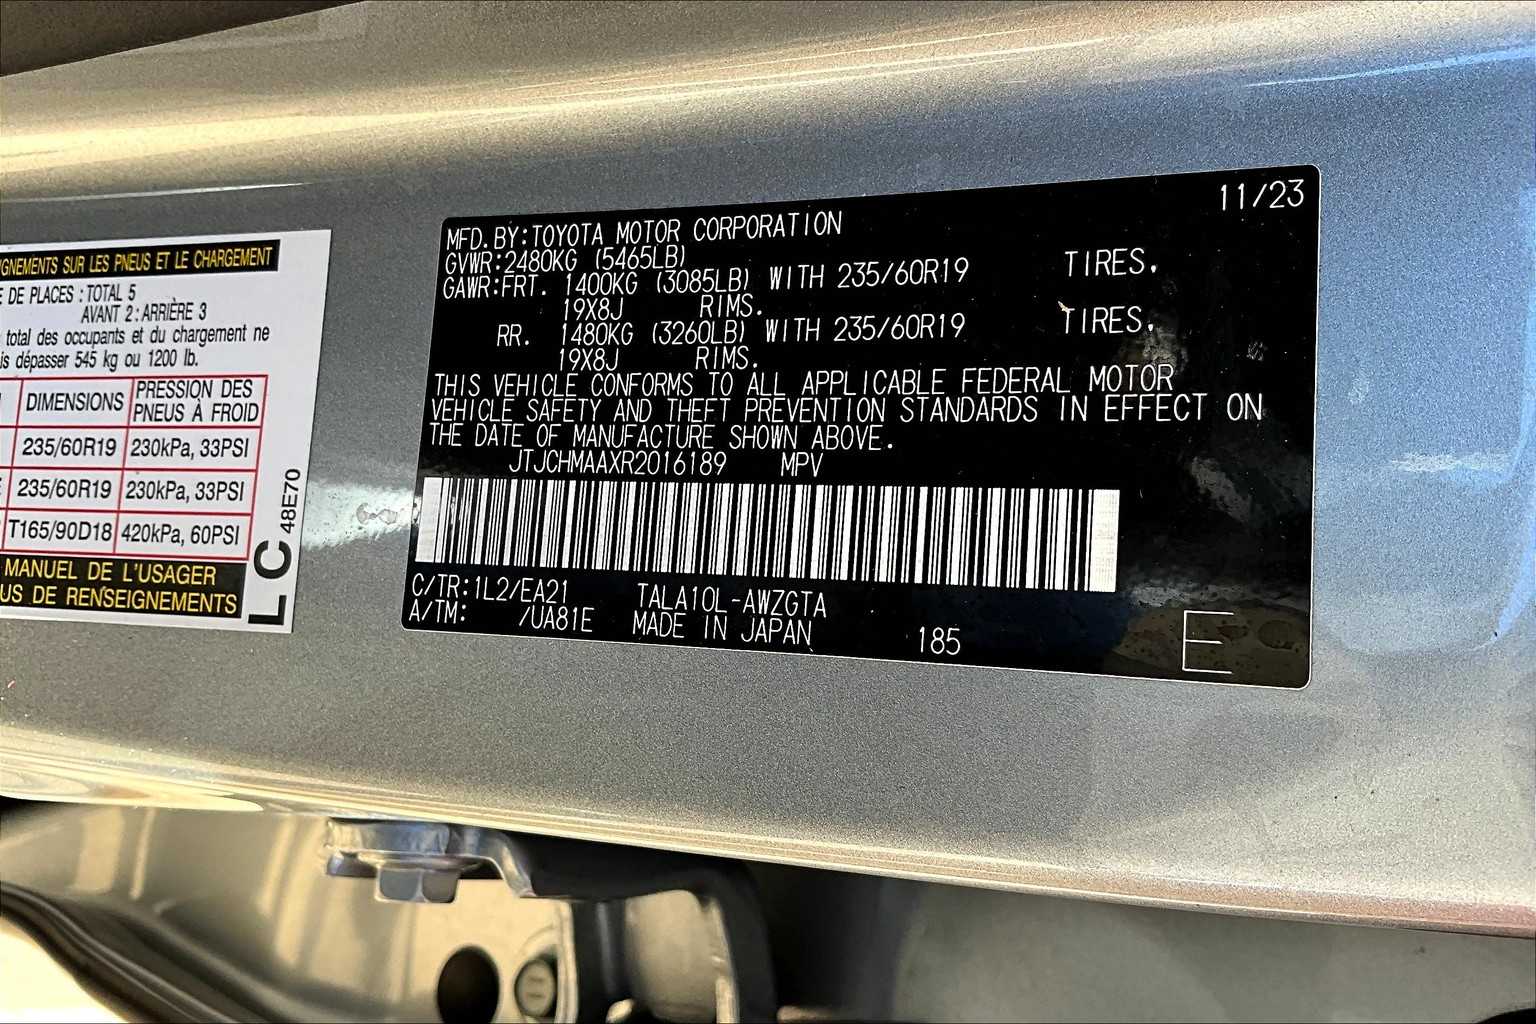 GNEMENTS SUR LES PNEUS ET LE CHARGEMENT
E DE PLACES : TOTAL 5
AVANT 2 : ARRIÈRE 3
total des occupants et du chargement ne
is dépasser 545 kg ou 1200 lb.
DIMENSIONS PRESSION DES PNEUS À FROID
235/60R19 230kPa, 33PSI
235/60R19 230kPa, 33PSI
T165/90D18 420kPa, 60PSI
MANUEL DE L'USAGER
US DE RENSEIGNEMENTS
LC 48E70
11/23
MFD. BY: TOYOTA MOTOR CORPORATION
GVWR: 2480KG (5465LB)
GAWR: FRT. 1400KG (3085LB) WITH 235/60R19 TIRES.
19X8J RIMS.
RR. 1480KG (3260LB) WITH 235/60R19 TIRES.
19X8J RIMS.
THIS VEHICLE CONFORMS TO ALL APPLICABLE FEDERAL MOTOR
VEHICLE SAFETY AND THEFT PREVENTION STANDARDS IN EFFECT ON
THE DATE OF MANUFACTURE SHOWN ABOVE.
JTJCHMAAXR2016189 MPV
C/TR: 1L2/EA21 TALA10L-AWZGTA
A/TM: /UA81E MADE IN JAPAN 185 E